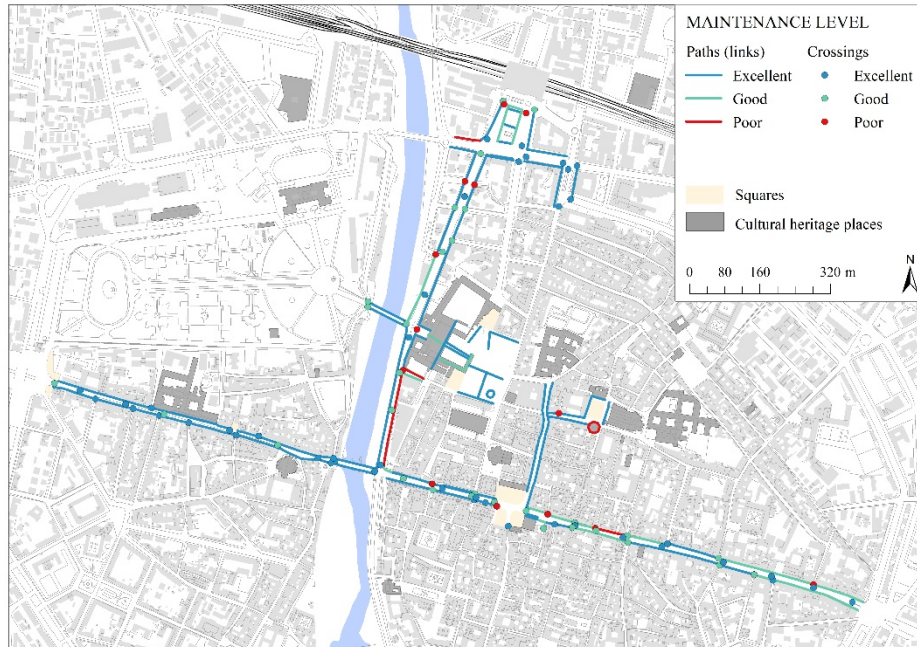 MAINTENANCE LEVEL
Paths (links) Crossings
Excellent Excellent
Good Good
Poor Poor
Squares
Cultural heritage places
N
0 80 160 320 m